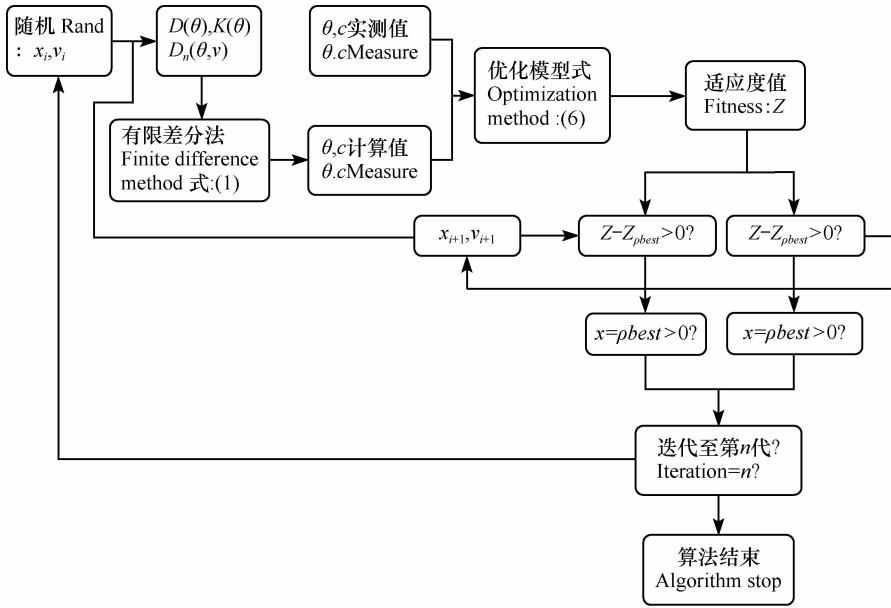 随机 Rand
：xᵢ,vᵢ
D(θ),K(θ)
Dₙ(θ,v)
θ,c实测值
θ.cMeasure
优化模型式
Optimization
method :(6)
适应度值
Fitness:Z
有限差分法
Finite difference
method 式:(1)
θ,c计算值
θ.cMeasure
xᵢ₊₁,vᵢ₊₁
Z−Zρbest>0?
Z−Zρbest>0?
x=ρbest>0?
x=ρbest>0?
迭代至第n代?
Iteration=n?
算法结束
Algorithm stop